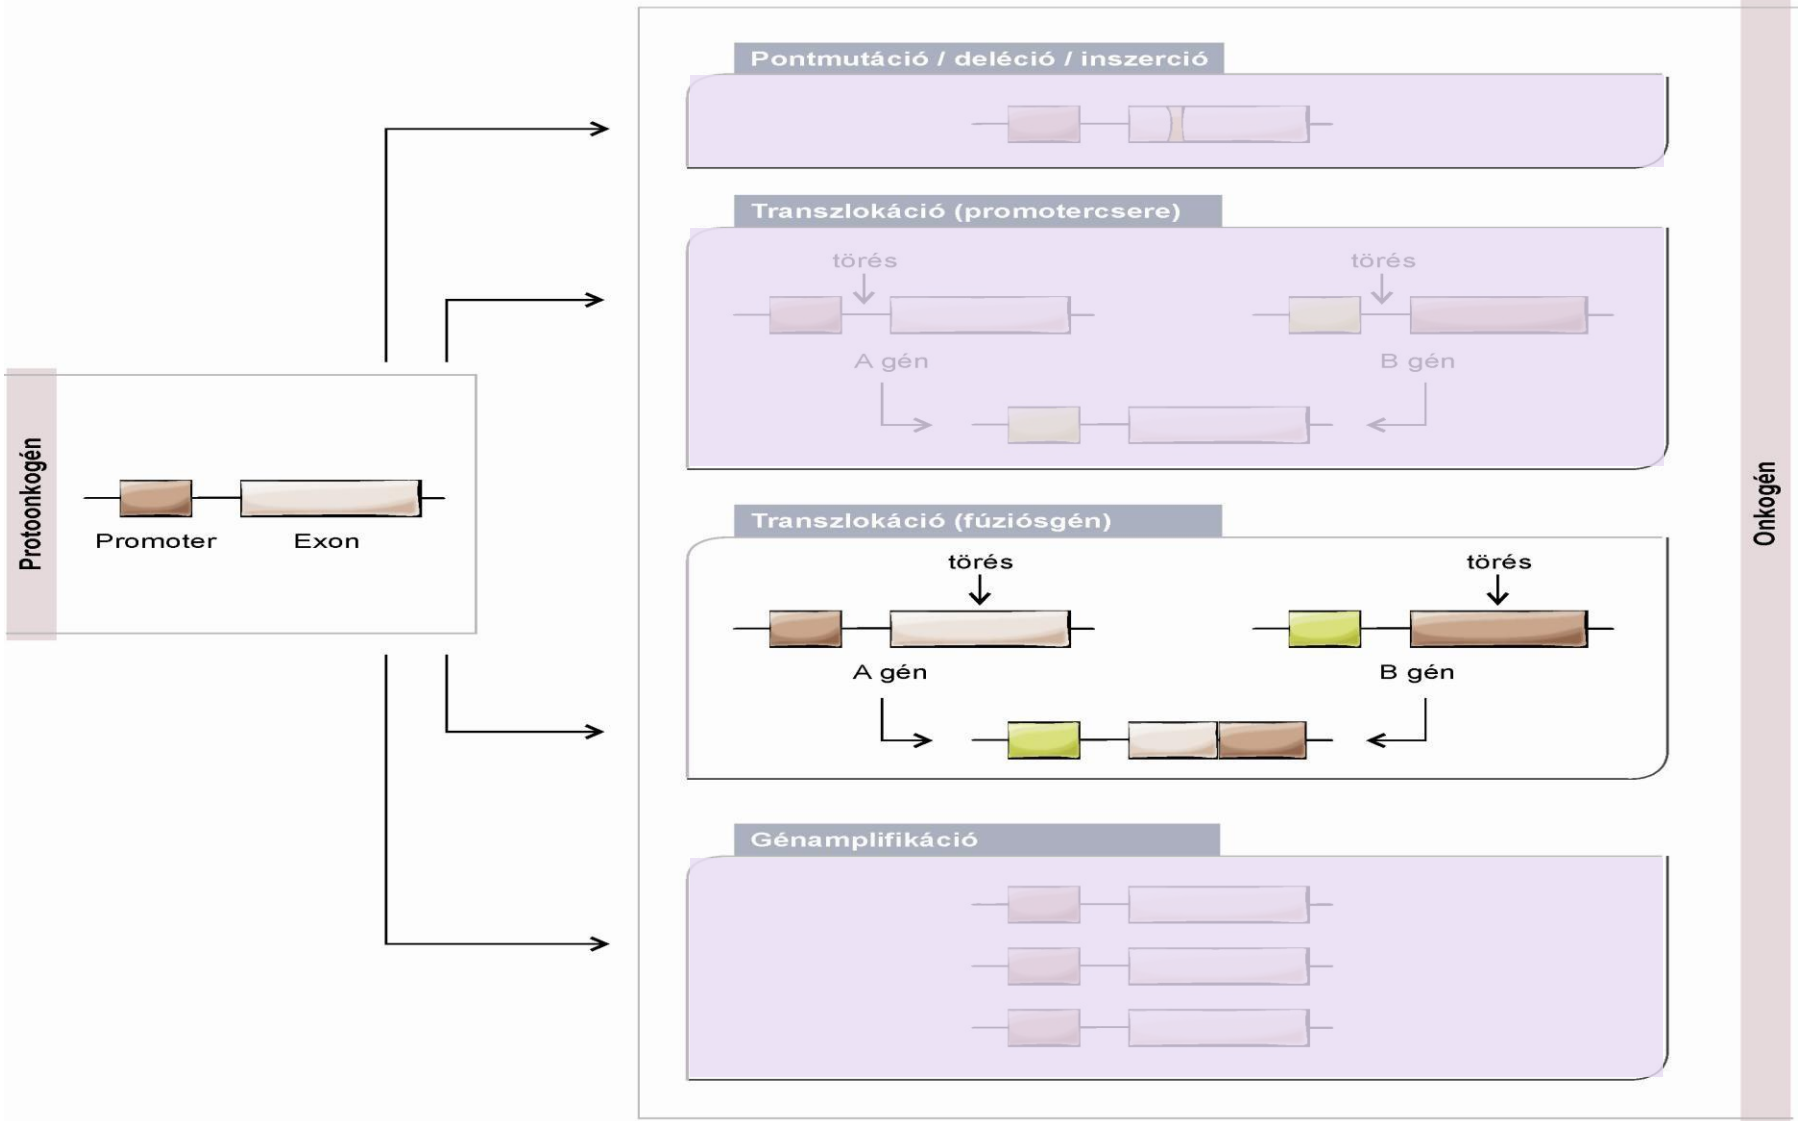 Protoonkogén
Promoter
Exon
Pontmutáció / deléció / inszerció
Transzlokáció (promotercsere)
törés
törés
A gén
B gén
Transzlokáció (fúziósgén)
törés
törés
A gén
B gén
Génamplifikáció
Onkogén